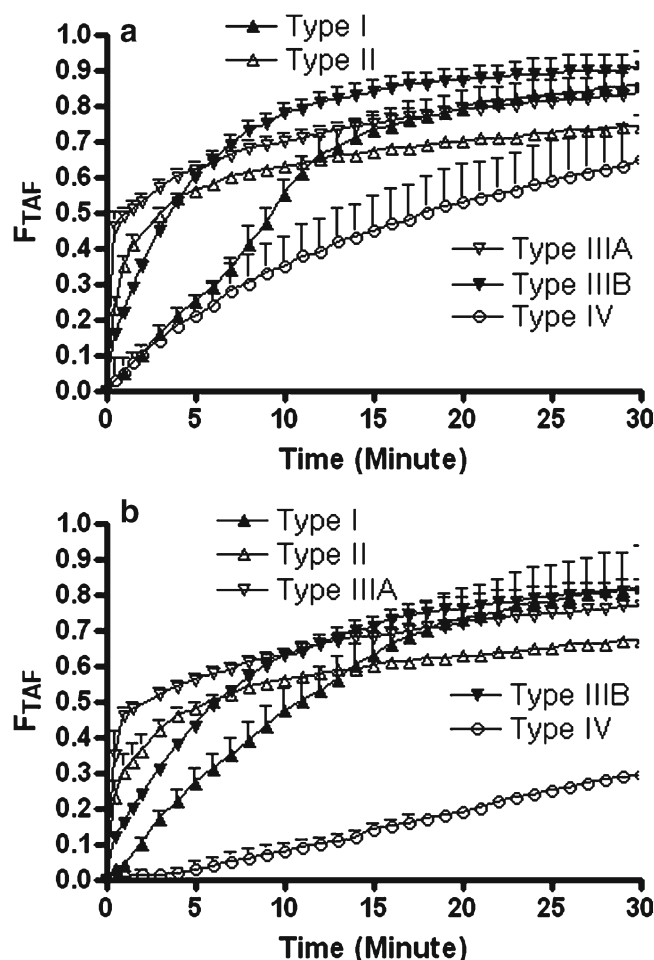 a
Type I
Type II
1.0
0.9
0.8
0.7
0.6
0.5
0.4
0.3
0.2
0.1
0.0
FTAF
Type IIIA
Type IIIB
Type IV
0 5 10 15 20 25 30
Time (Minute)
b
Type I
Type II
Type IIIA
1.0
0.9
0.8
0.7
0.6
0.5
0.4
0.3
0.2
0.1
0.0
FTAF
Type IIIB
Type IV
0 5 10 15 20 25 30
Time (Minute)